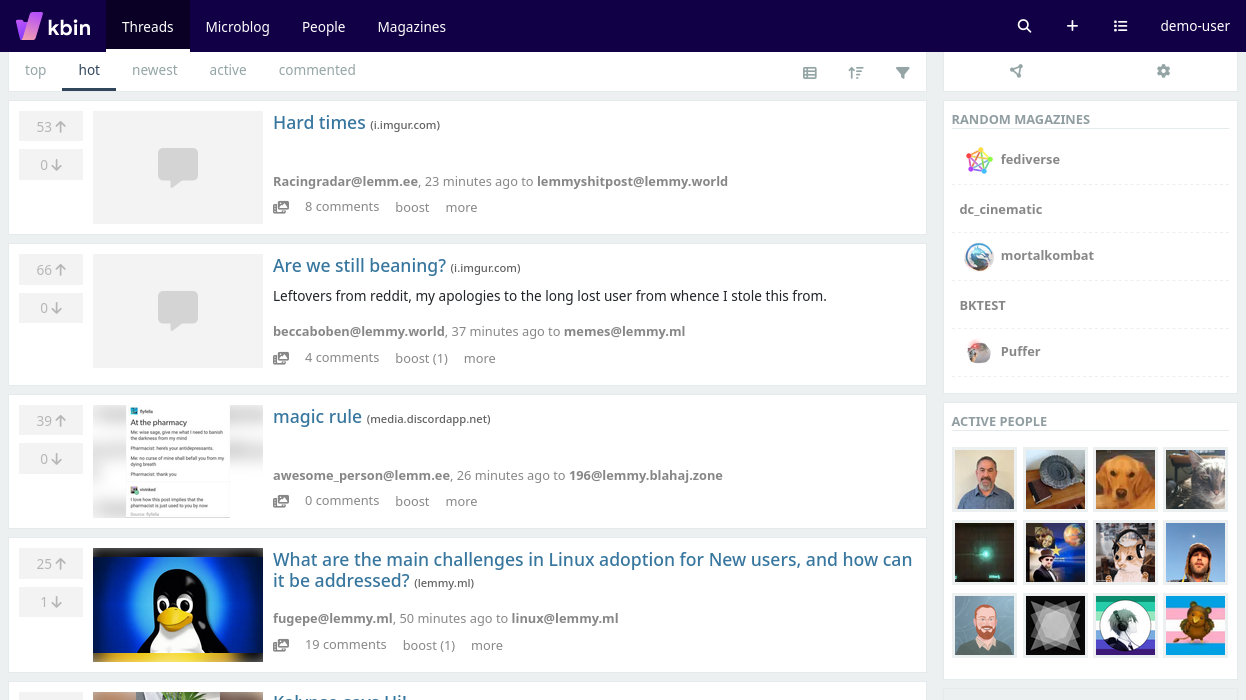 kbin Threads Microblog People Magazines demo-user
top hot newest active commented
53
0
Hard times (i.imgur.com)
Racingradar@lemm.ee, 23 minutes ago to lemmyshitpost@lemmy.world
8 comments boost more
66
0
Are we still beaning? (i.imgur.com)
Leftovers from reddit, my apologies to the long lost user from whence I stole this from.
beccaboben@lemmy.world, 37 minutes ago to memes@lemmy.ml
4 comments boost (1) more
39
0
flyfella
At the pharmacy
Me: wise sage, give me what I need to banish
the darkness from my mind
Pharmacist: here's your antidepressants.
Me: no curse of mine shall befall you from my
dying breath
Pharmacist: thank you
I love how this post implies that the
pharmacist is just used to you by now
magic rule (media.discordapp.net)
awesome_person@lemm.ee, 26 minutes ago to 196@lemmy.blahaj.zone
0 comments boost more
25
1
What are the main challenges in Linux adoption for New users, and how can
it be addressed? (lemmy.ml)
fugepe@lemmy.ml, 50 minutes ago to linux@lemmy.ml
19 comments boost (1) more
RANDOM MAGAZINES
fediverse
dc_cinematic
mortalkombat
BKTEST
Puffer
ACTIVE PEOPLE